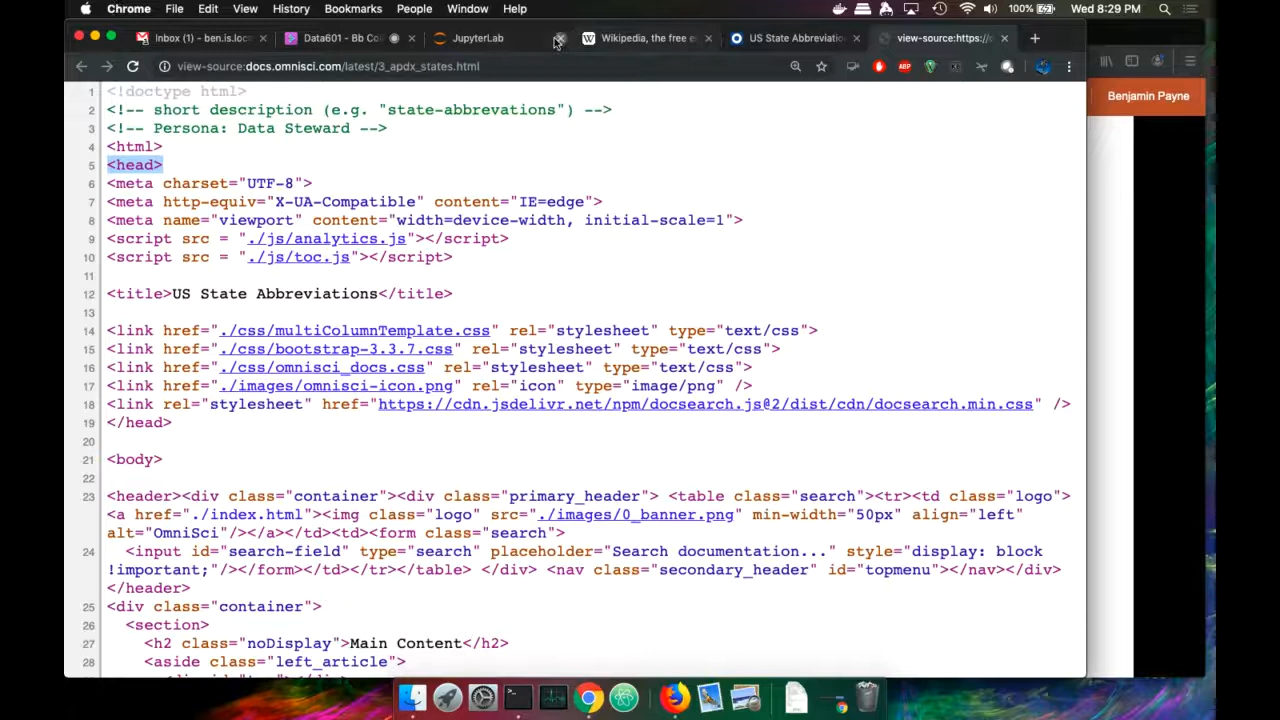 Chrome File Edit View History Bookmarks People Window Help 100% Wed 8:29 PM
Inbox (1) - ben.is.loca
Data601 - Bb Co
JupyterLab
Wikipedia, the free e
US State Abbreviatio
view-source:https://
view-source:docs.omnisci.com/latest/3_apdx_states.html
ABP
Benjamin Payne
1 <!doctype html>
2 <!-- short description (e.g. "state-abbrevations") -->
3 <!-- Persona: Data Steward -->
4 <html>
5 <head>
6 <meta charset="UTF-8">
7 <meta http-equiv="X-UA-Compatible" content="IE=edge">
8 <meta name="viewport" content="width=device-width, initial-scale=1">
9 <script src = "./js/analytics.js"></script>
10 <script src = "./js/toc.js"></script>
11
12 <title>US State Abbreviations</title>
13
14 <link href="./css/multiColumnTemplate.css" rel="stylesheet" type="text/css">
15 <link href="./css/bootstrap-3.3.7.css" rel="stylesheet" type="text/css">
16 <link href="./css/omnisci_docs.css" rel="stylesheet" type="text/css">
17 <link href="./images/omnisci-icon.png" rel="icon" type="image/png" />
18 <link rel="stylesheet" href="https://cdn.jsdelivr.net/npm/docsearch.js@2/dist/cdn/docsearch.min.css" />
19 </head>
20
21 <body>
22
23 <header><div class="container"><div class="primary_header"> <table class="search"><tr><td class="logo">
<a href="./index.html"><img class="logo" src="./images/0_banner.png" min-width="50px" align="left"
alt="OmniSci"/></a></td><td><form class="search">
24 <input id="search-field" type="search" placeholder="Search documentation..." style="display: block
!important;"/></form></td></tr></table> </div> <nav class="secondary_header" id="topmenu"></nav></div>
</header>
25 <div class="container">
26 <section>
27 <h2 class="noDisplay">Main Content</h2>
28 <aside class="left_article">